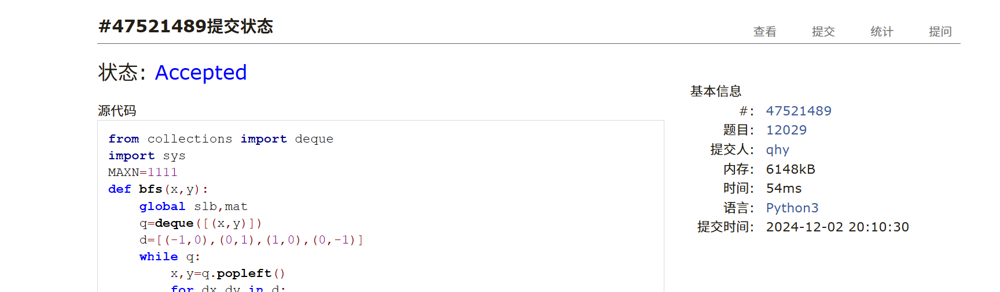 #47521489提交状态
查看 提交 统计 提问
状态: Accepted
源代码
from collections import deque
import sys
MAXN=1111
def bfs(x,y):
    global slb,mat
    q=deque([(x,y)])
    d=[(-1,0),(0,1),(1,0),(0,-1)]
    while q:
        x,y=q.popleft()
        for dx,dy in d:
基本信息
#: 47521489
题目: 12029
提交人: qhy
内存: 6148kB
时间: 54ms
语言: Python3
提交时间: 2024-12-02 20:10:30